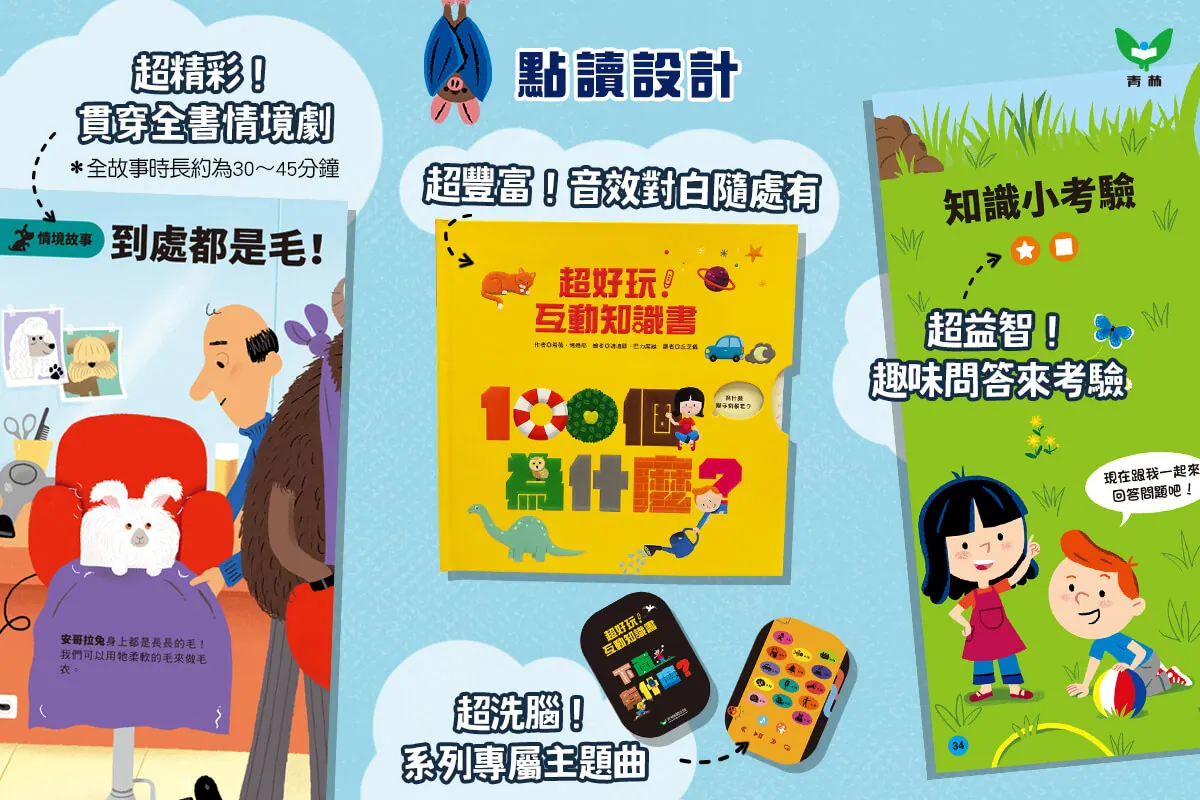 點讀設計
青林
超精彩！
貫穿全書情境劇
＊全故事時長約為30～45分鐘
情境故事
到處都是毛！
安哥拉兔身上都是長長的毛！
我們可以用牠柔軟的毛來做毛
衣。
超豐富！音效對白隨處有
超好玩！
互動知識書
100個
為什麼？
超洗腦！
系列專屬主題曲
超好玩！
互動知識書
知識小考驗
超益智！
趣味問答來考驗
現在跟我一起來
回答問題吧！
34